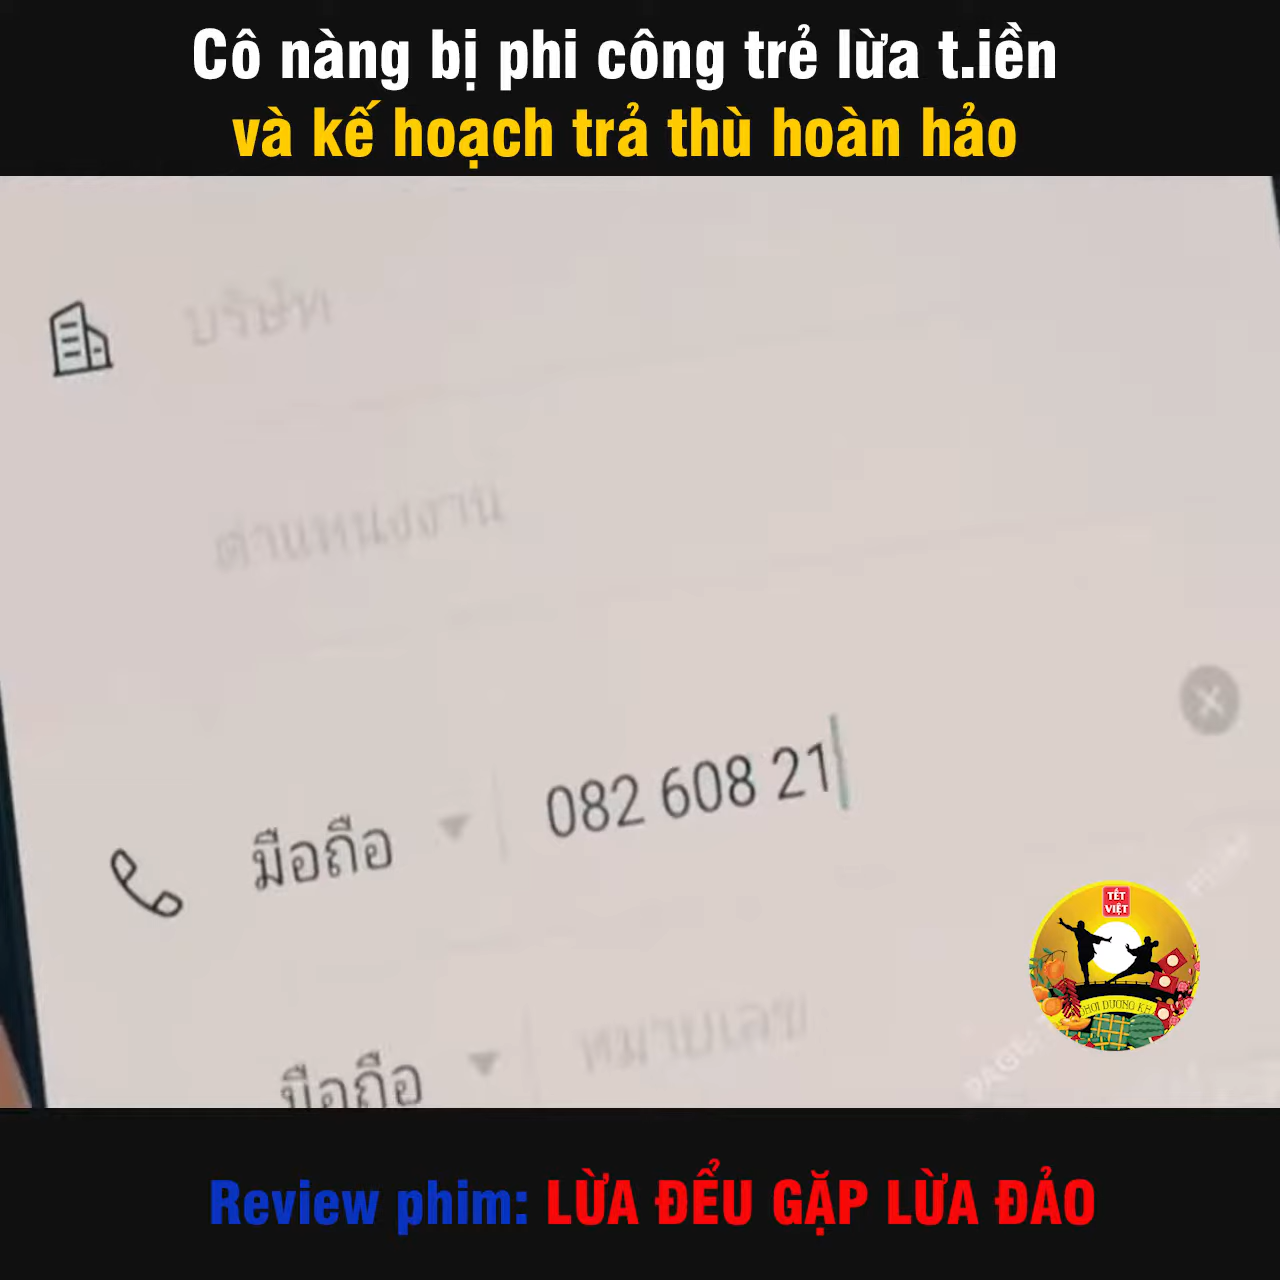 Cô nàng bị phi công trẻ lừa t.iền
và kế hoạch trả thù hoàn hảo
บริษัท
ตำแหน่งงาน
มือถือ 082 608 21
TẾT
VIỆT
มือถือ หมายเลข
Review phim: LỪA ĐỂU GẶP LỪA ĐẢO